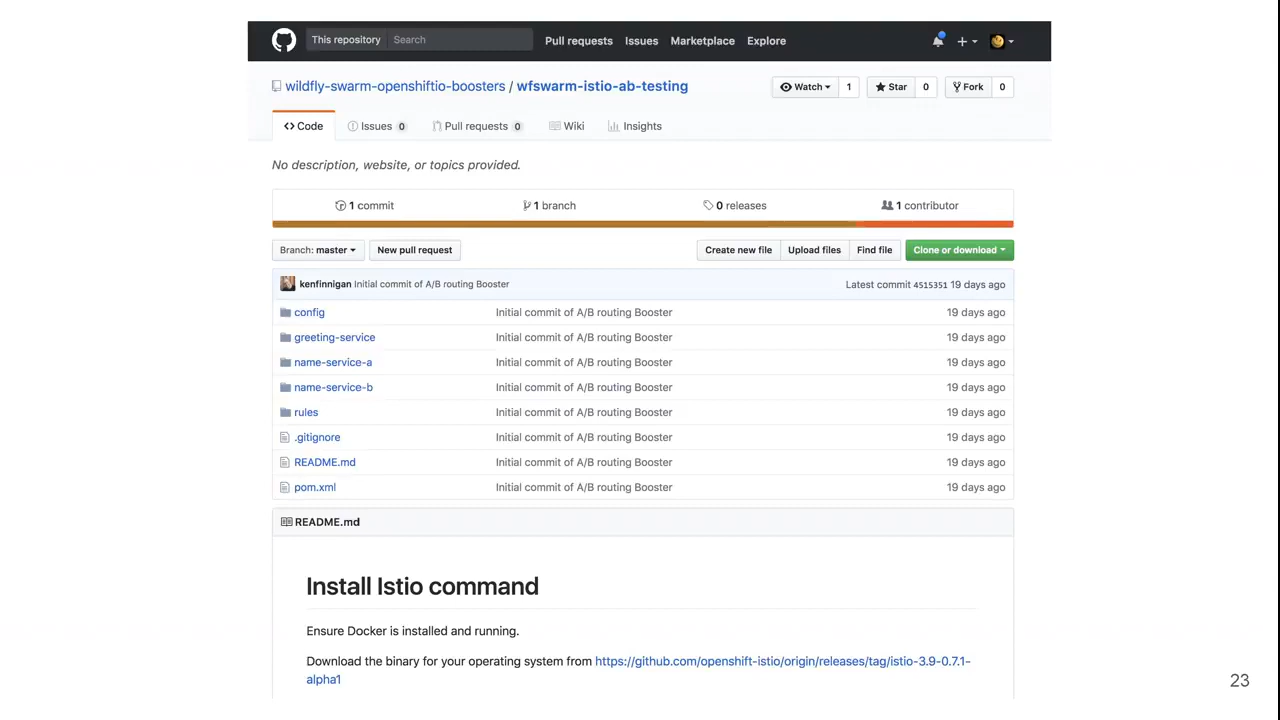 This repository Search Pull requests Issues Marketplace Explore
wildfly-swarm-openshiftio-boosters / wfswarm-istio-ab-testing Watch 1 Star 0 Fork 0
Code Issues 0 Pull requests 0 Wiki Insights
No description, website, or topics provided.
1 commit 1 branch 0 releases 1 contributor
Branch: master New pull request Create new file Upload files Find file Clone or download
kenfinnigan Initial commit of A/B routing Booster Latest commit 4515351 19 days ago
config Initial commit of A/B routing Booster 19 days ago
greeting-service Initial commit of A/B routing Booster 19 days ago
name-service-a Initial commit of A/B routing Booster 19 days ago
name-service-b Initial commit of A/B routing Booster 19 days ago
rules Initial commit of A/B routing Booster 19 days ago
.gitignore Initial commit of A/B routing Booster 19 days ago
README.md Initial commit of A/B routing Booster 19 days ago
pom.xml Initial commit of A/B routing Booster 19 days ago
README.md
Install Istio command
Ensure Docker is installed and running.
Download the binary for your operating system from https://github.com/openshift-istio/origin/releases/tag/istio-3.9-0.7.1-
alpha1
23